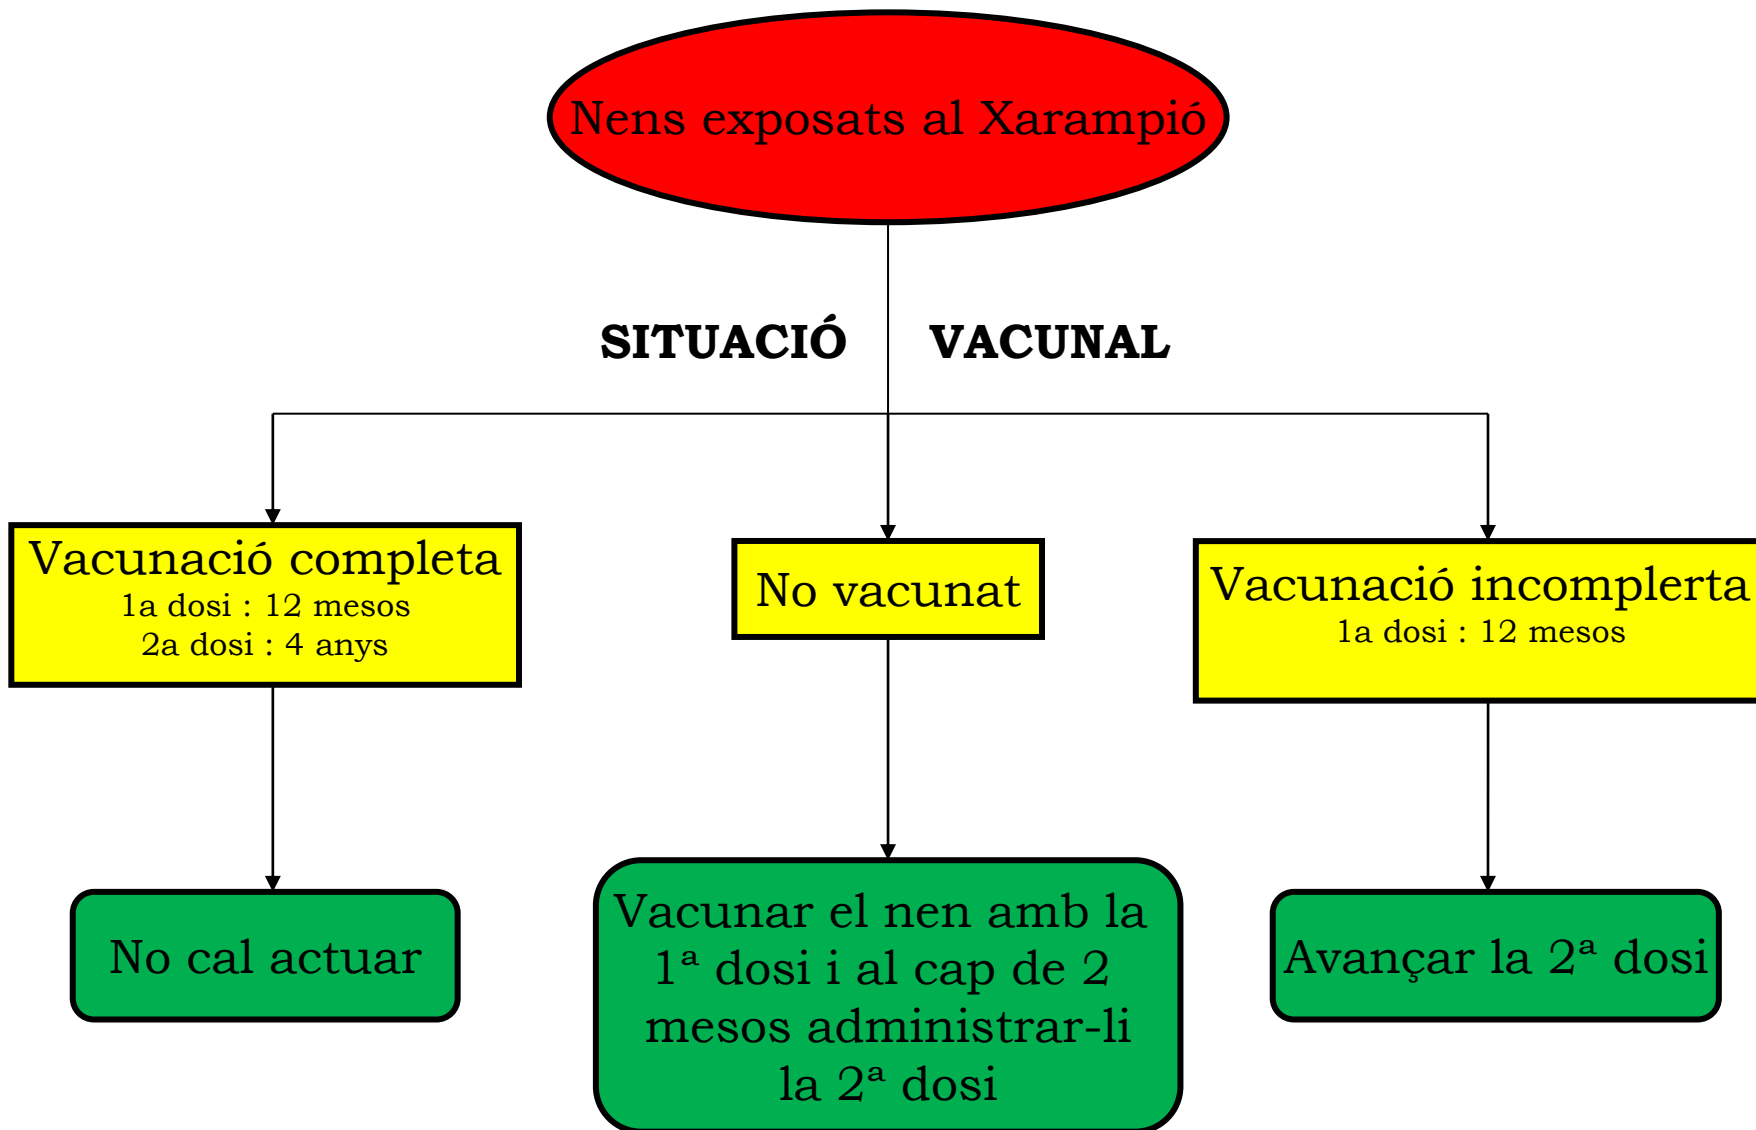 Nens exposats al Xarampió
SITUACIÓ VACUNAL
Vacunació completa
1a dosi : 12 mesos
2a dosi : 4 anys
No vacunat
Vacunació incomplerta
1a dosi : 12 mesos
No cal actuar
Vacunar el nen amb la
1ª dosi i al cap de 2
mesos administrar-li
la 2ª dosi
Avançar la 2ª dosi